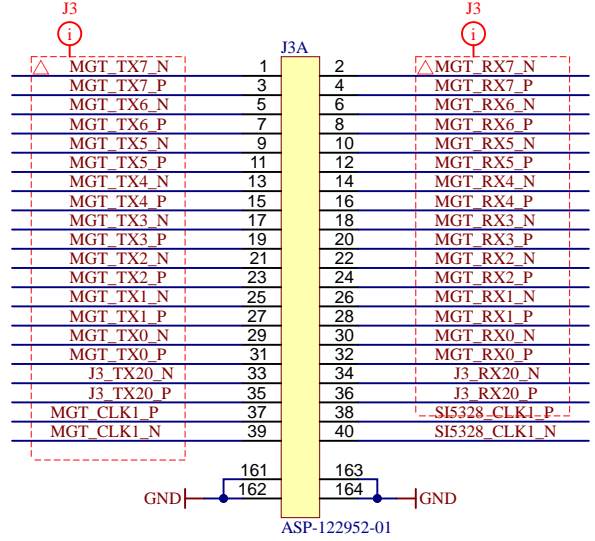 J3 J3
i i
J3A
MGT_TX7_N 1 2 MGT_RX7_N
MGT_TX7_P 3 4 MGT_RX7_P
MGT_TX6_N 5 6 MGT_RX6_N
MGT_TX6_P 7 8 MGT_RX6_P
MGT_TX5_N 9 10 MGT_RX5_N
MGT_TX5_P 11 12 MGT_RX5_P
MGT_TX4_N 13 14 MGT_RX4_N
MGT_TX4_P 15 16 MGT_RX4_P
MGT_TX3_N 17 18 MGT_RX3_N
MGT_TX3_P 19 20 MGT_RX3_P
MGT_TX2_N 21 22 MGT_RX2_N
MGT_TX2_P 23 24 MGT_RX2_P
MGT_TX1_N 25 26 MGT_RX1_N
MGT_TX1_P 27 28 MGT_RX1_P
MGT_TX0_N 29 30 MGT_RX0_N
MGT_TX0_P 31 32 MGT_RX0_P
J3_TX20_N 33 34 J3_RX20_N
J3_TX20_P 35 36 J3_RX20_P
MGT_CLK1_P 37 38 SI5328_CLK1_P
MGT_CLK1_N 39 40 SI5328_CLK1_N
161 163
GND 162 164 GND
ASP-122952-01